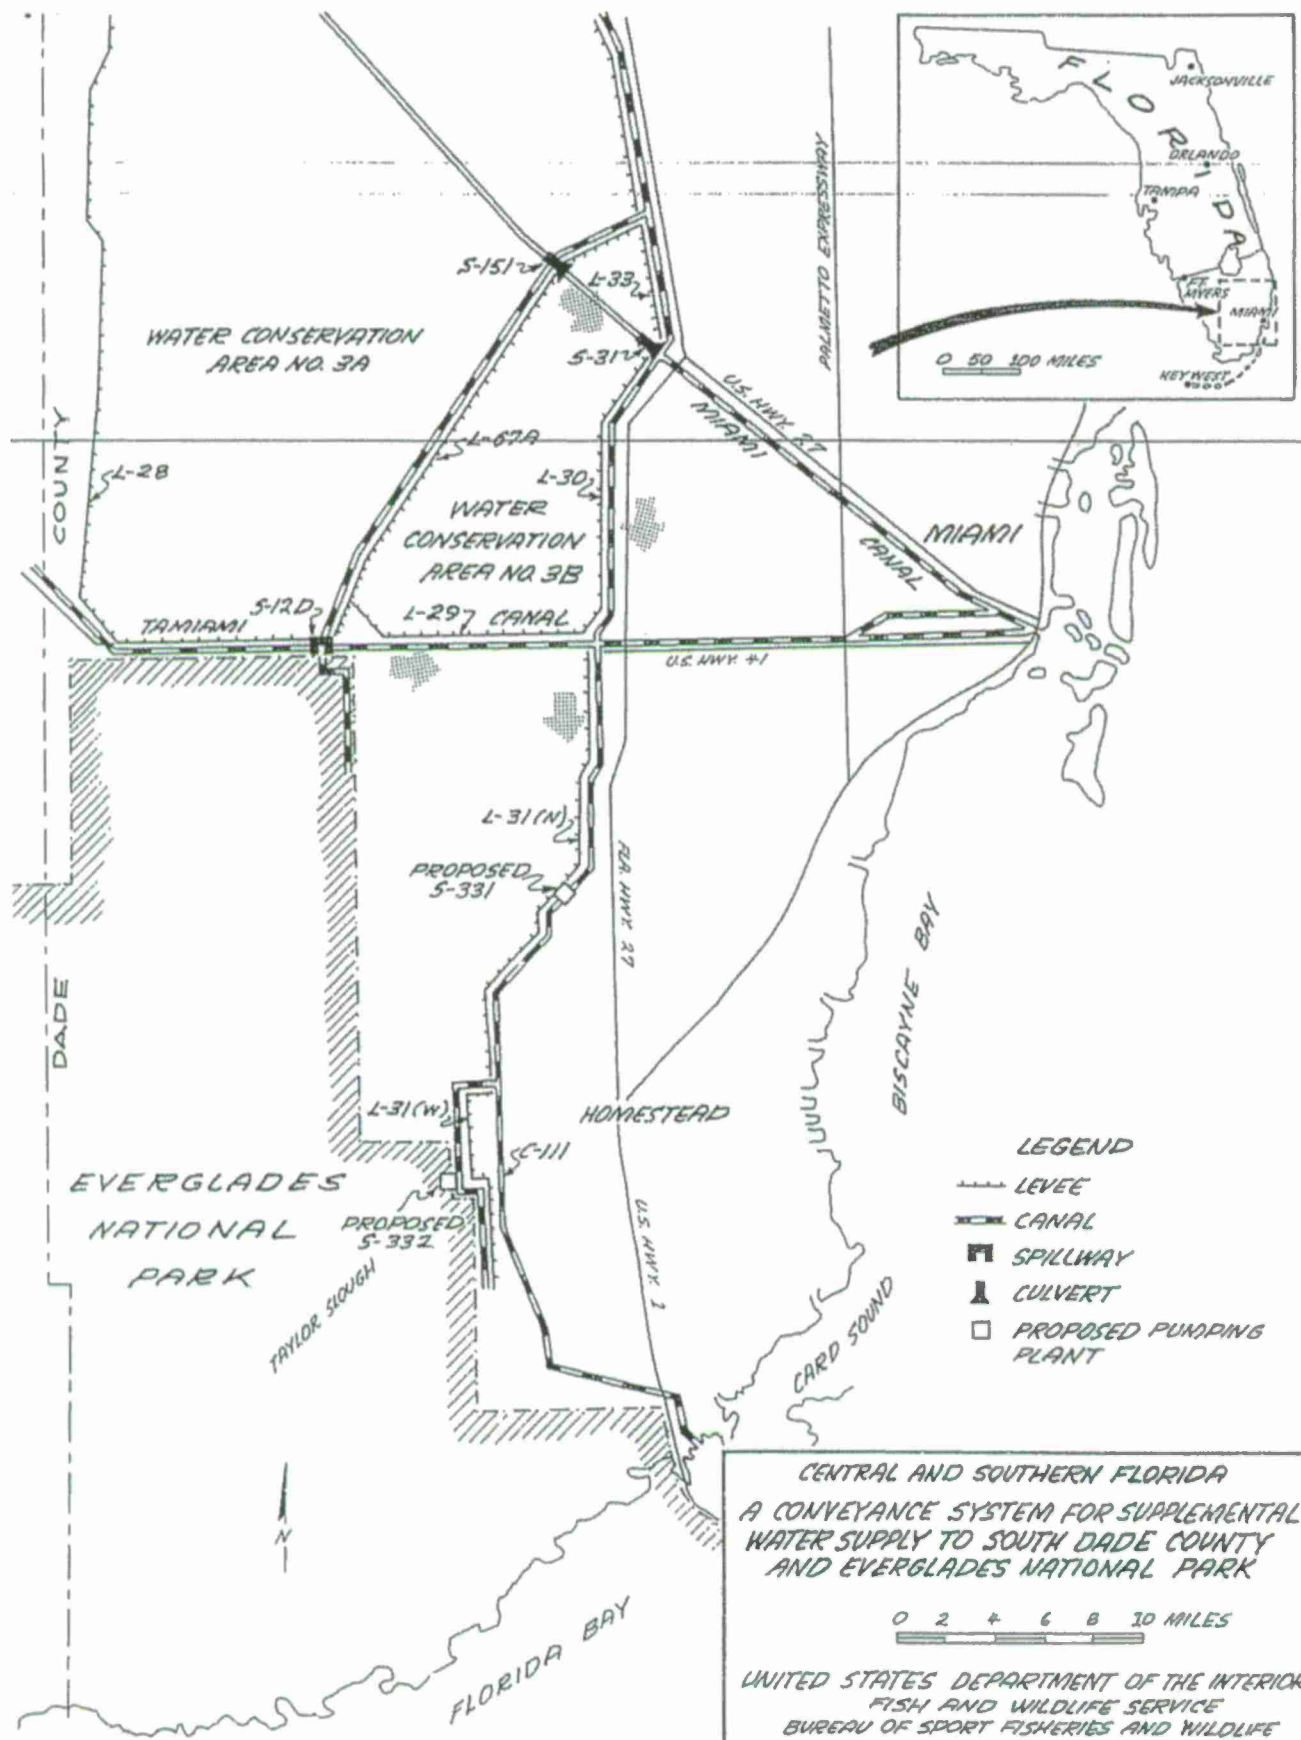 FLORIDA
JACKSONVILLE
ORLANDO
TAMPA
FT.
MYERS
MIAMI
KEY WEST
0 50 100 MILES
PALMETTO EXPRESSWAY
S-151
L-33
WATER CONSERVATION
AREA NO. 3A
S-31
U.S. HWY. 27
MIAMI
CANAL
COUNTY
L-28
L-67A
L-30
WATER
CONSERVATION
AREA NO. 3B
MIAMI
S-12D
L-29
CANAL
TAMIAMI
U.S. HWY. 41
L-31(N)
PROPOSED
S-331
FLA. HWY. 27
BISCAYNE BAY
DADE
L-31(W)
HOMESTEAD
C-111
EVERGLADES
NATIONAL
PARK
PROPOSED
S-332
TAYLOR SLOUGH
U.S. HWY. 1
CARD SOUND
LEGEND
LEVEE
CANAL
SPILLWAY
CULVERT
PROPOSED PUMPING
PLANT
N
FLORIDA BAY
CENTRAL AND SOUTHERN FLORIDA
A CONVEYANCE SYSTEM FOR SUPPLEMENTAL
WATER SUPPLY TO SOUTH DADE COUNTY
AND EVERGLADES NATIONAL PARK
0 2 4 6 8 10 MILES
UNITED STATES DEPARTMENT OF THE INTERIOR
FISH AND WILDLIFE SERVICE
BUREAU OF SPORT FISHERIES AND WILDLIFE